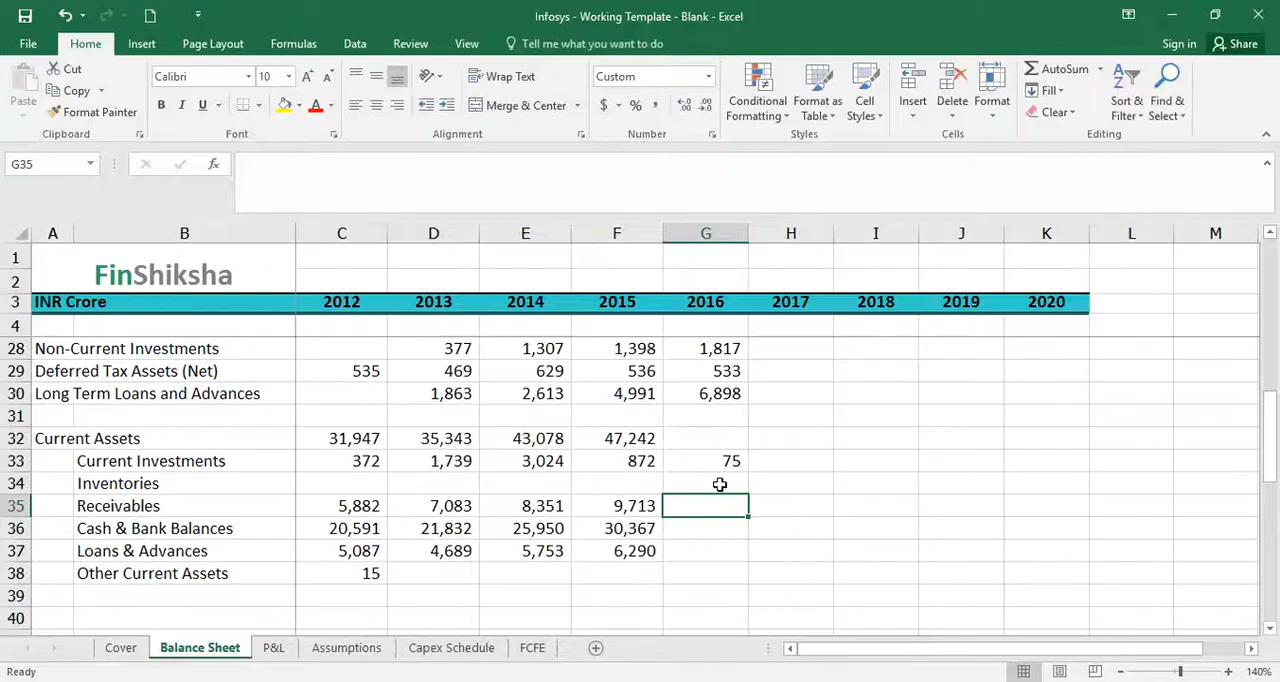 Infosys - Working Template - Blank - Excel
File Home Insert Page Layout Formulas Data Review View Tell me what you want to do Sign in Share
Paste Cut Copy Format Painter Clipboard
Calibri 10 A A B I U A Font
Wrap Text Merge & Center Alignment
Custom $ % , Number
Conditional Formatting Format as Table Cell Styles Styles
Insert Delete Format Cells
AutoSum Fill Clear Sort & Filter Find & Select Editing
G35 fx
A B C D E F G H I J K L M
1
2 FinShiksha
3 INR Crore 2012 2013 2014 2015 2016 2017 2018 2019 2020
4
28 Non-Current Investments 377 1,307 1,398 1,817
29 Deferred Tax Assets (Net) 535 469 629 536 533
30 Long Term Loans and Advances 1,863 2,613 4,991 6,898
31
32 Current Assets 31,947 35,343 43,078 47,242
33 Current Investments 372 1,739 3,024 872 75
34 Inventories
35 Receivables 5,882 7,083 8,351 9,713
36 Cash & Bank Balances 20,591 21,832 25,950 30,367
37 Loans & Advances 5,087 4,689 5,753 6,290
38 Other Current Assets 15
39
40
Cover Balance Sheet P&L Assumptions Capex Schedule FCFE
Ready 140%